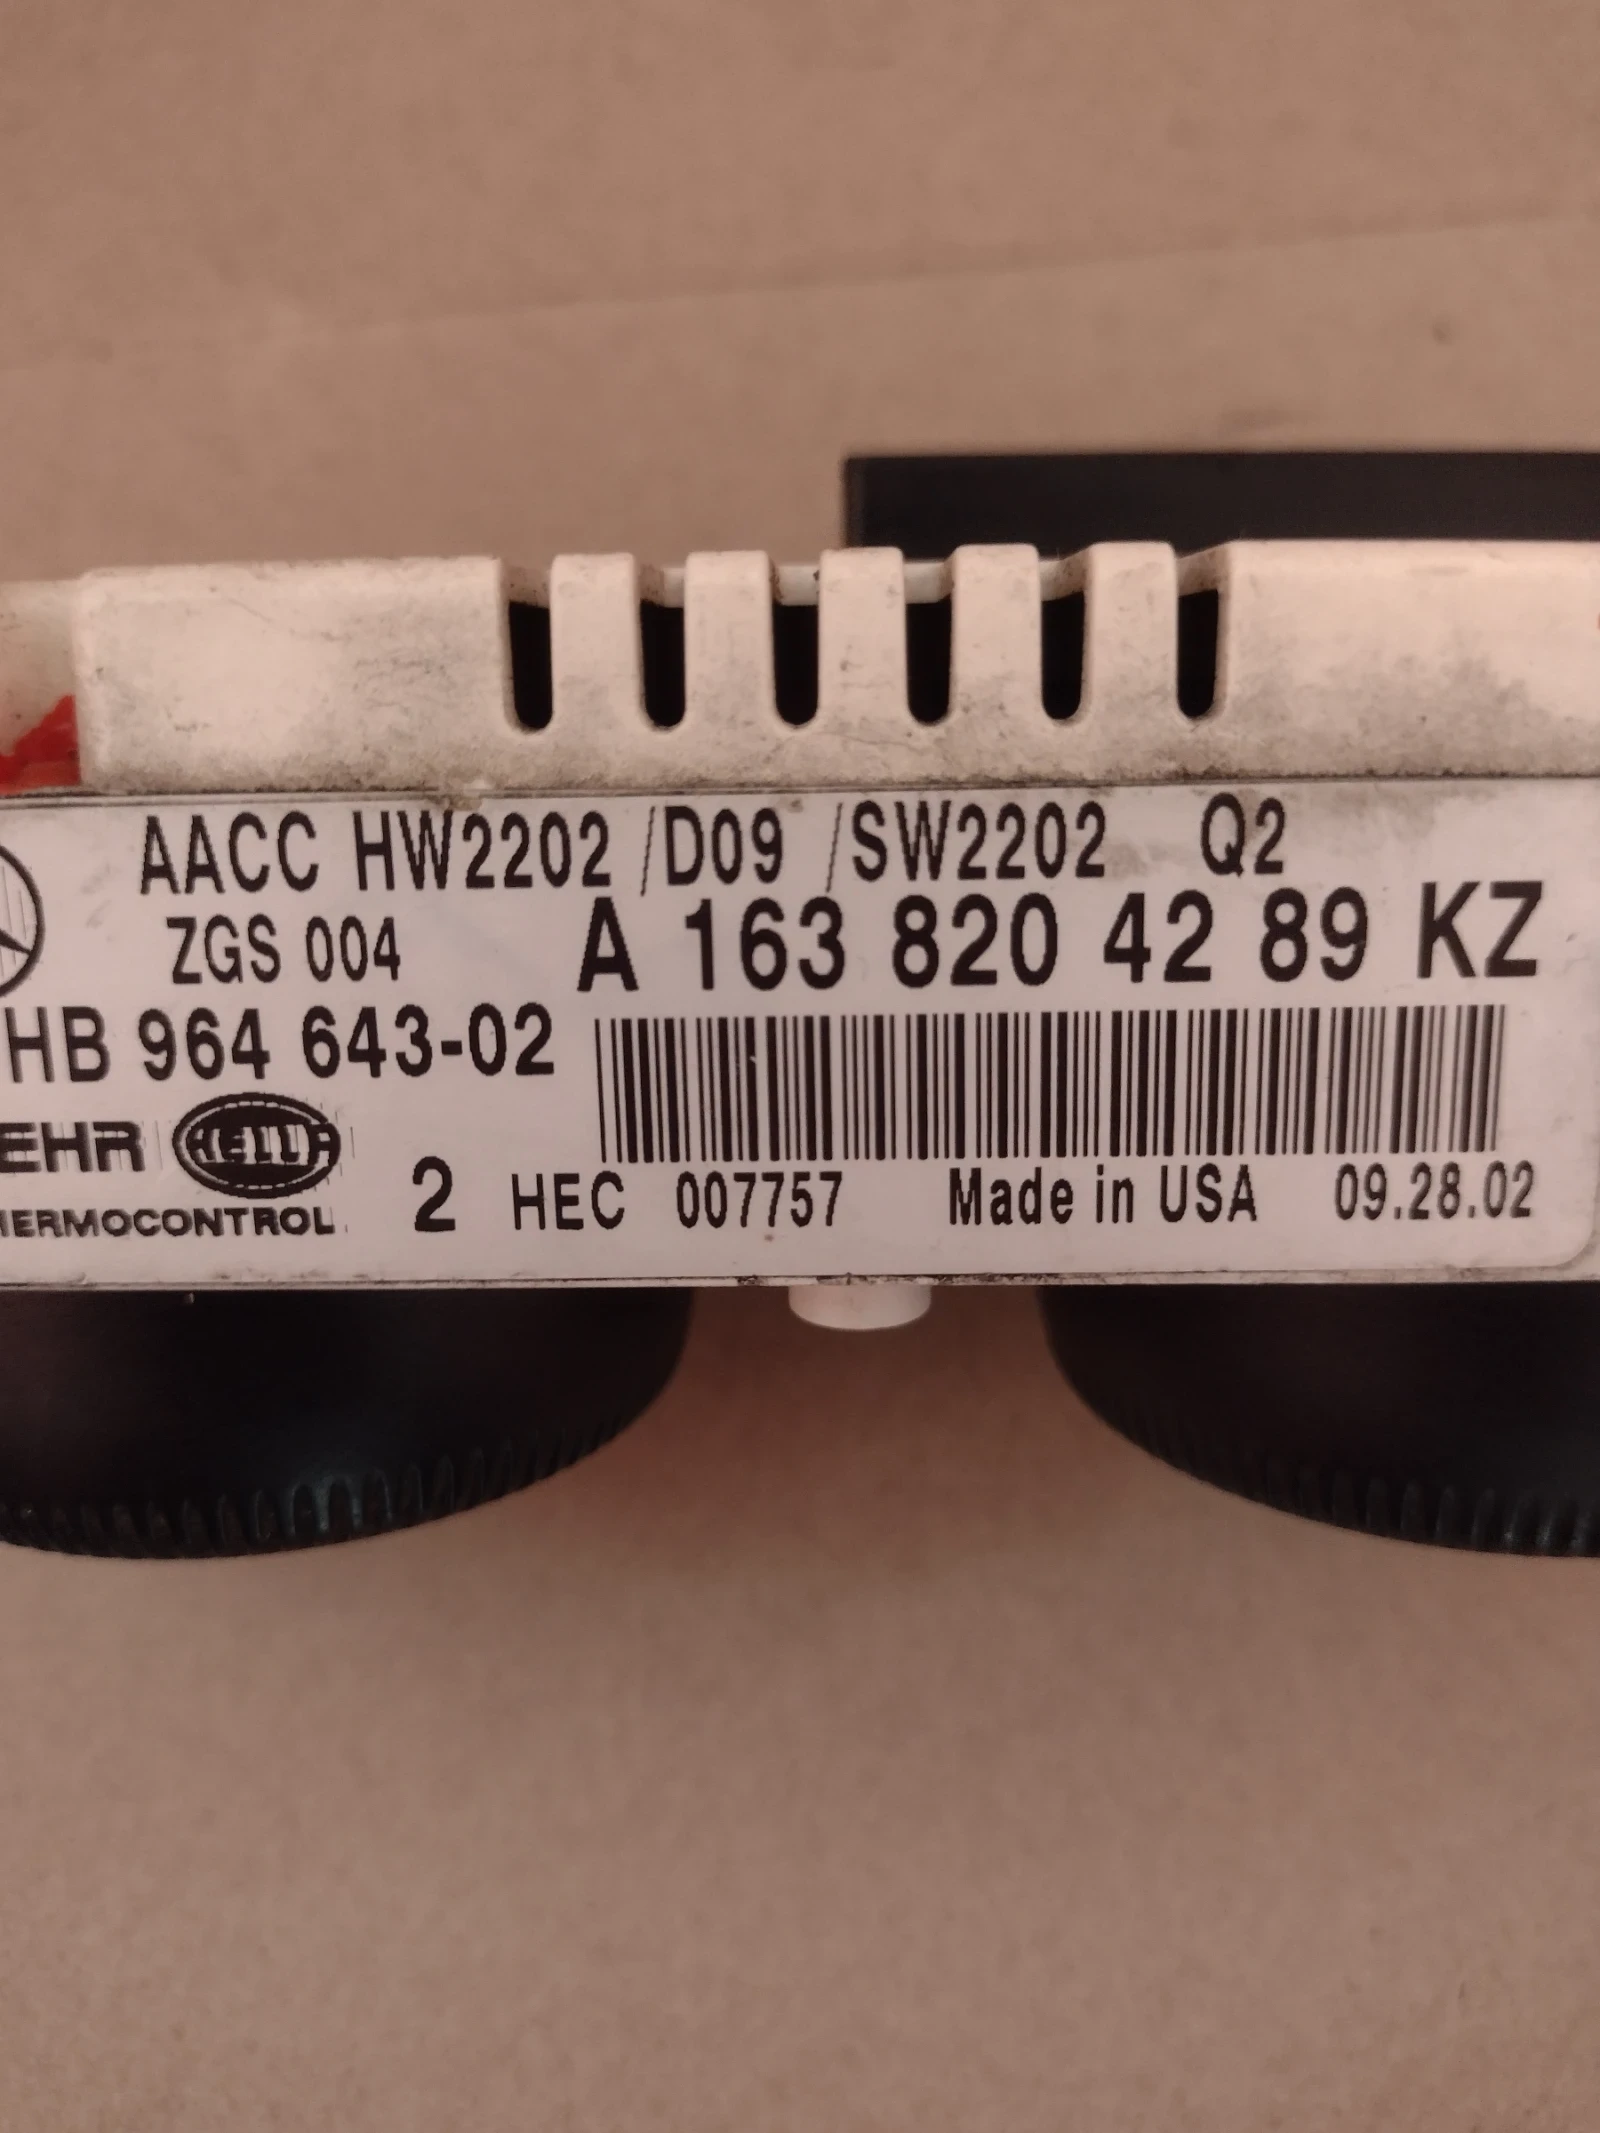 AACC HW2202 /D09 /SW2202 Q2
ZGS 004 A 163 820 42 89 KZ
HB 964 643-02
EHR HELLA
HERMOCONTROL 2 HEC 007757 Made in USA 09.28.02